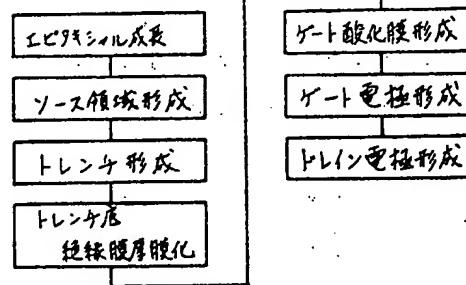 エピタキシャル成長
ソース領域形成
トレンチ形成
トレンチ底
絶縁膜厚膜化
ゲート酸化膜形成
ゲート電極形成
ドレイン電極形成